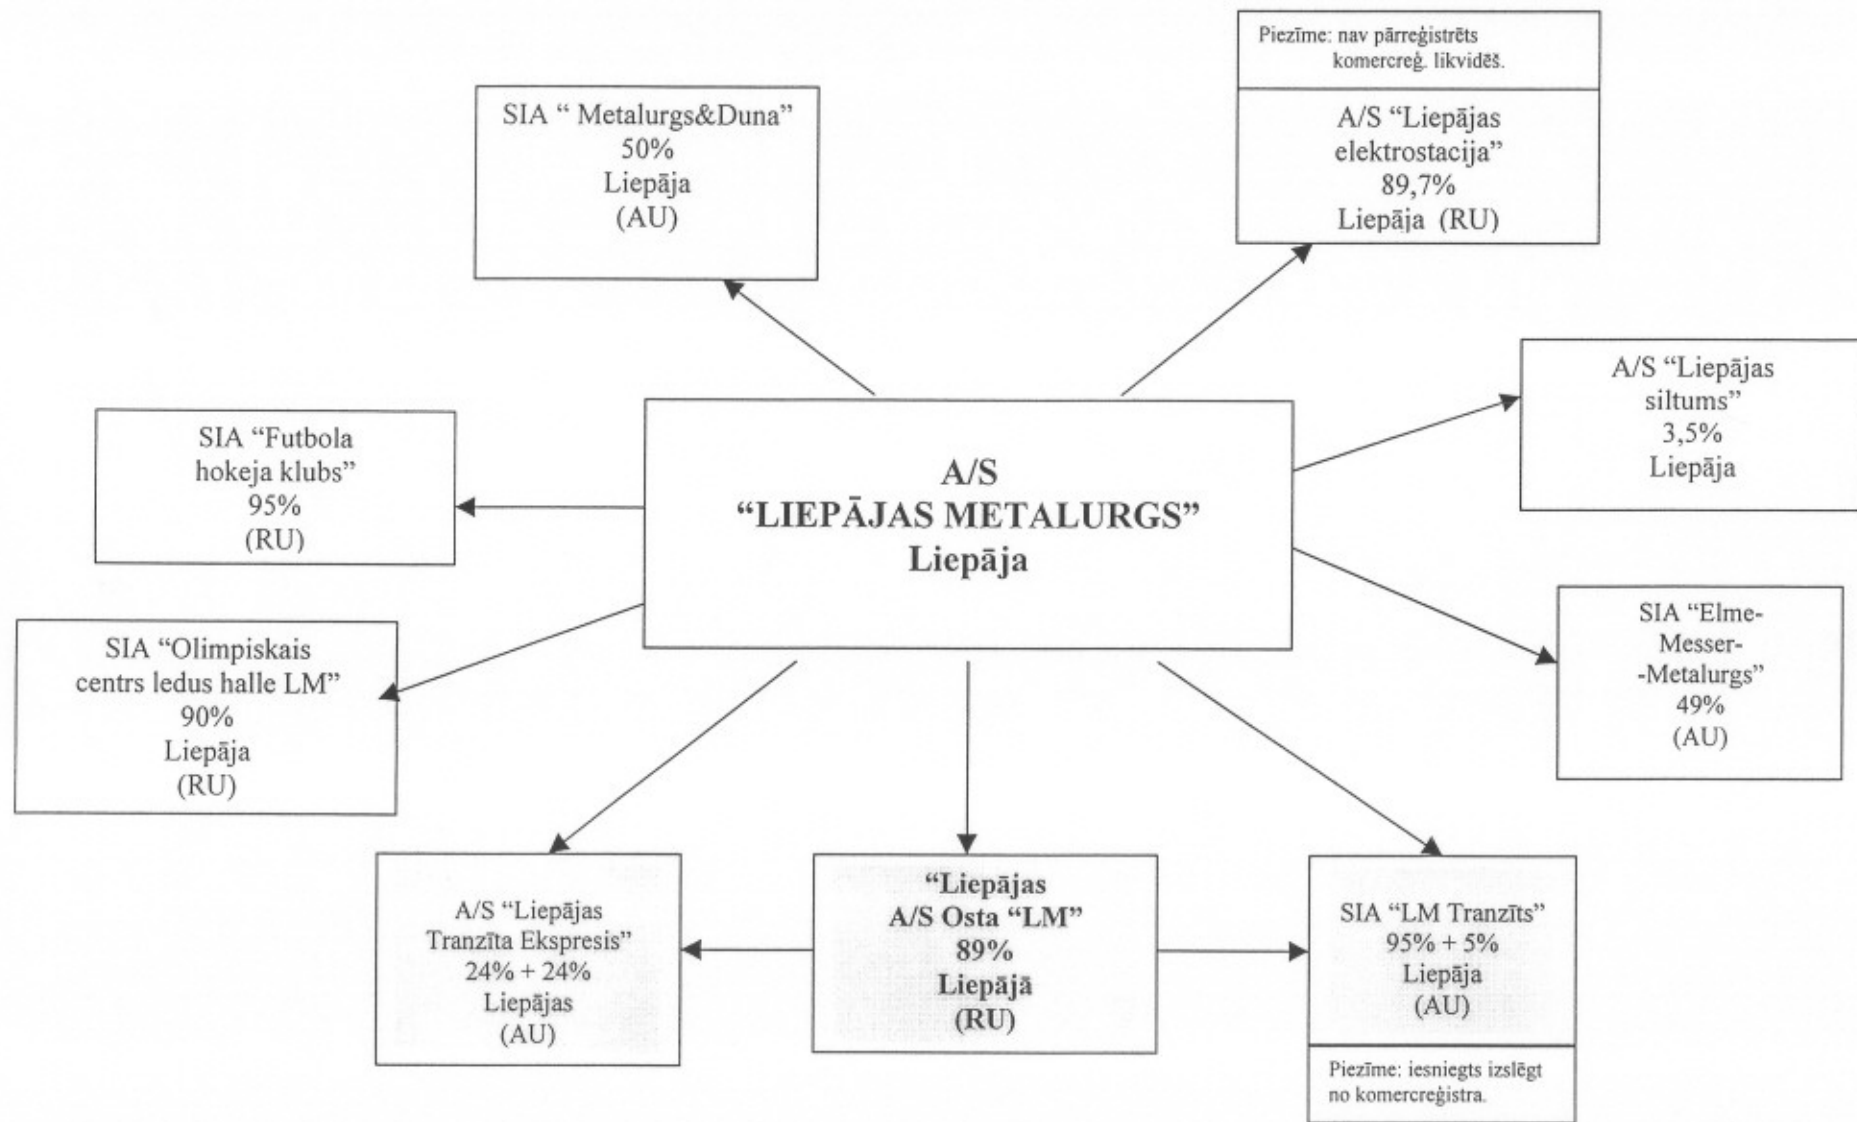 Piezīme: nav pārreģistrēts
komercreģ. likvidēš.
SIA “ Metalurgs&Duna”
50%
Liepāja
(AU)
A/S “Liepājas
elektrostacija”
89,7%
Liepāja (RU)
A/S “Liepājas
siltums”
3,5%
Liepāja
SIA “Futbola
hokeja klubs”
95%
(RU)
A/S
“LIEPĀJAS METALURGS”
Liepāja
SIA “Elme-
Messer-
-Metalurgs”
49%
(AU)
SIA “Olimpiskais
centrs ledus halle LM”
90%
Liepāja
(RU)
A/S “Liepājas
Tranzīta Ekspresis”
24% + 24%
Liepājas
(AU)
“Liepājas
A/S Osta “LM”
89%
Liepājā
(RU)
SIA “LM Tranzīts”
95% + 5%
Liepāja
(AU)
Piezīme: iesniegts izslēgt
no komercreģistra.